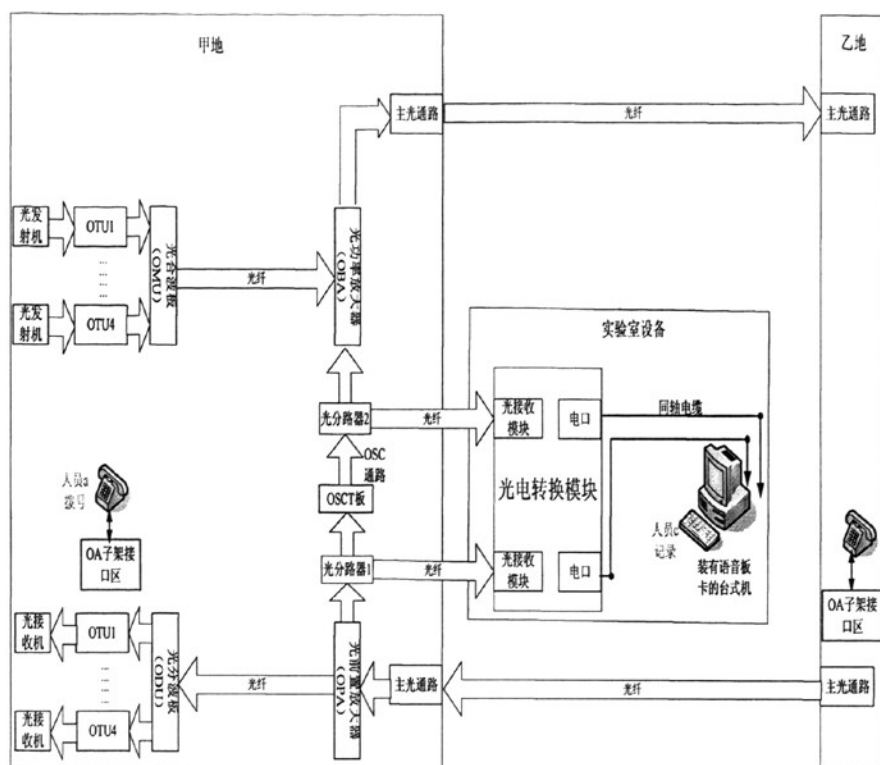 甲地
乙地
主光通路
光纤
主光通路
光发
射机
OTU1
光合波板
(OMU)
光纤
光功率放大器
(OBA)
光发
射机
OTU4
实验室设备
光分路器2
光纤
光接收
模块
电口
同轴电缆
OSC
通路
光电转换模块
人员a
拨号
OSCT板
人员c
记录
装有语音板
卡的台式机
OA子架接
口区
光分路器1
光纤
光接收
模块
电口
OA子架接
口区
光接
收机
OTU1
光分波板
(ODU)
光纤
光前置放大器
(OPA)
主光通路
光纤
主光通路
光接
收机
OTU4